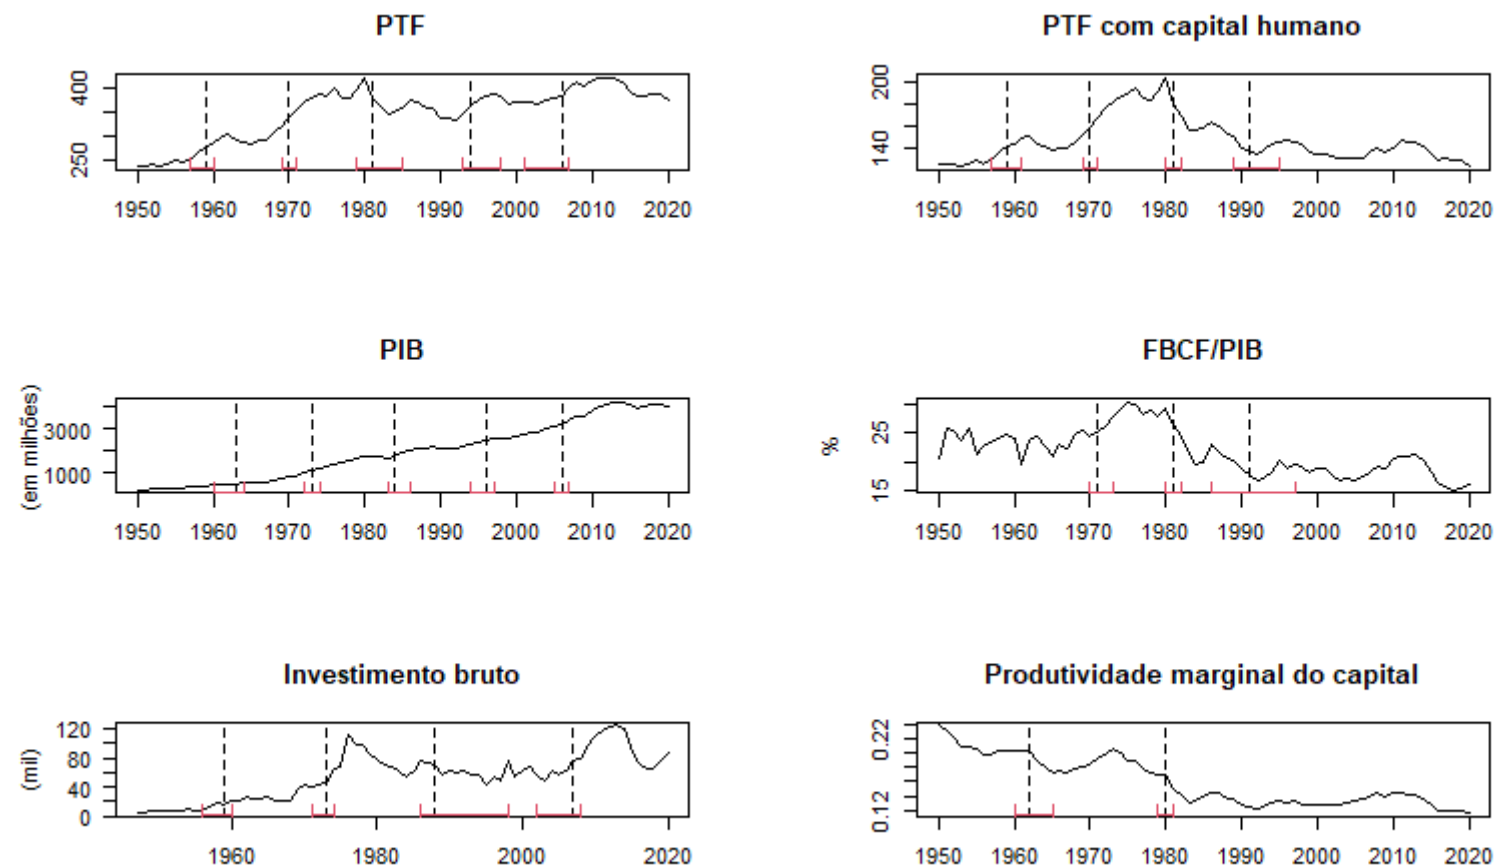 PTF
400
250
1950 1960 1970 1980 1990 2000 2010 2020
PTF com capital humano
200
140
1950 1960 1970 1980 1990 2000 2010 2020
PIB
(em milhões)
3000
1000
1950 1960 1970 1980 1990 2000 2010 2020
FBCF/PIB
%
25
15
1950 1960 1970 1980 1990 2000 2010 2020
Investimento bruto
(mil)
120
80
40
0
1960 1980 2000 2020
Produtividade marginal do capital
0.22
0.12
1950 1960 1970 1980 1990 2000 2010 2020